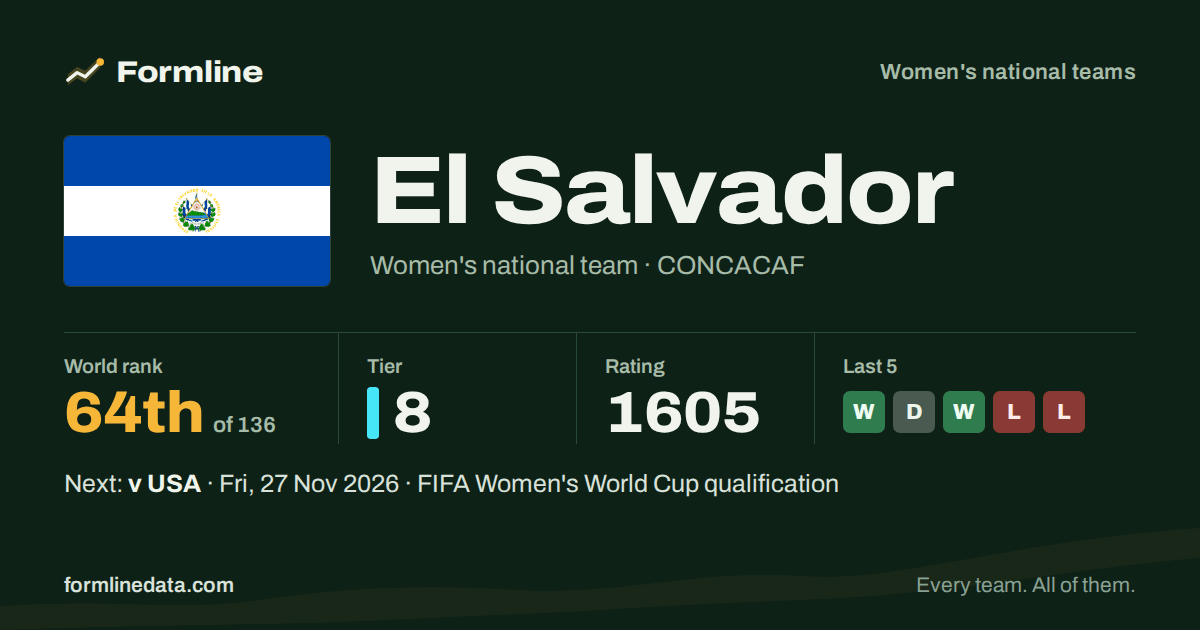 Formline
Women's national teams
El Salvador
Women's national team · CONCACAF
World rank
64th of 136
Tier
8
Rating
1605
Last 5
W D W L L
Next: v USA · Fri, 27 Nov 2026 · FIFA Women's World Cup qualification
formlinedata.com
Every team. All of them.